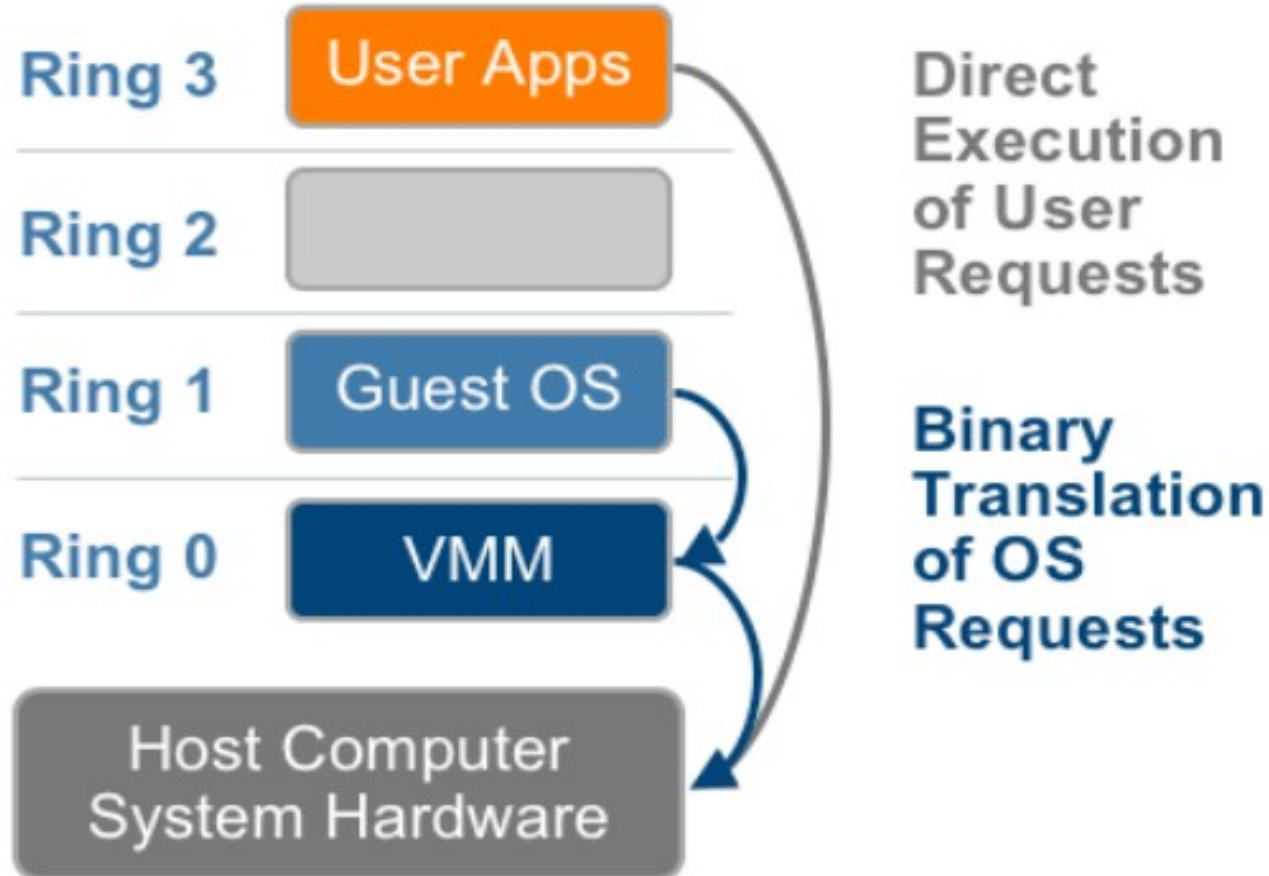 Ring 3
User Apps
Direct
Execution
of User
Requests
Ring 2
Ring 1
Guest OS
Binary
Translation
of OS
Requests
Ring 0
VMM
Host Computer
System Hardware